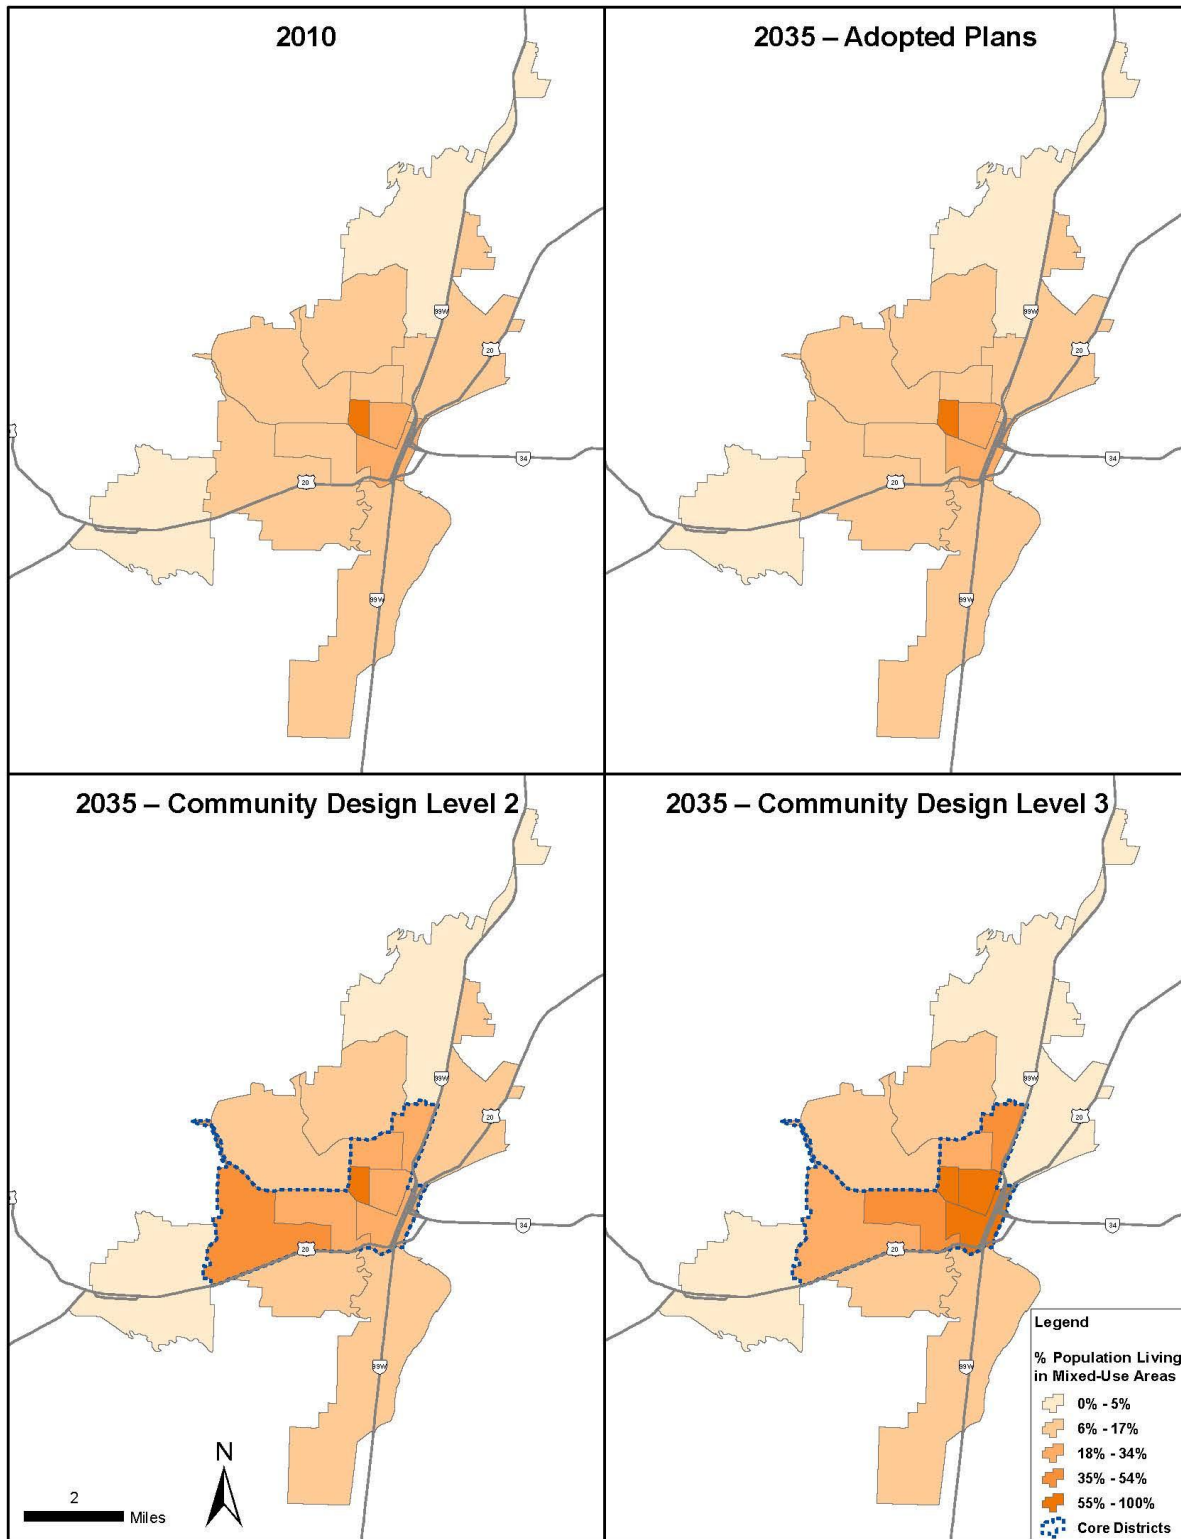 2010
2035 – Adopted Plans
99W
20
34
20
99W
99W
20
34
20
99W
2035 – Community Design Level 2
2035 – Community Design Level 3
99W
20
34
20
99W
N
2
Miles
99W
20
34
20
99W
Legend
% Population Living
in Mixed-Use Areas
0% - 5%
6% - 17%
18% - 34%
35% - 54%
55% - 100%
Core Districts